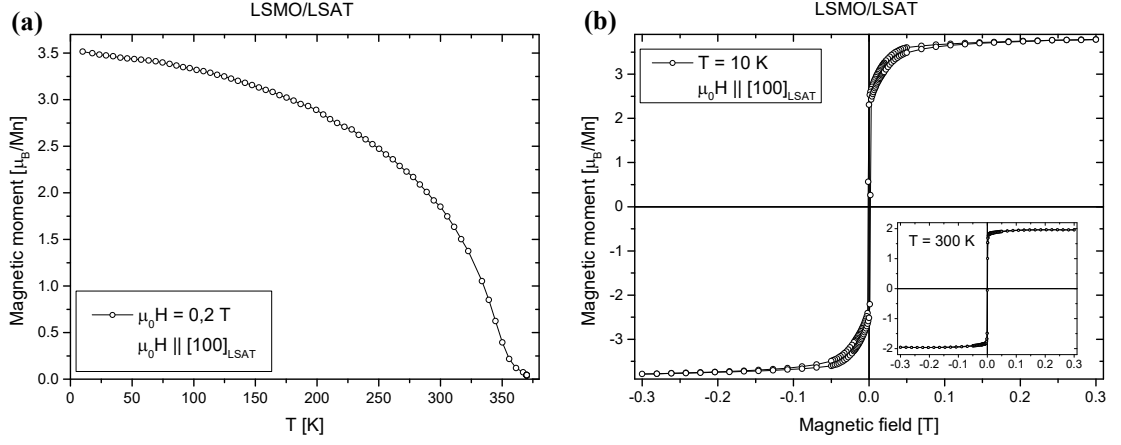 LSMO/LSAT
(a)
3.5
3.0
2.5
2.0
1.5
1.0
0.5
0.0
Magnetic moment [μB/Mn]
μ0H = 0,2 T
μ0H || [100]LSAT
0 50 100 150 200 250 300 350
T [K]
LSMO/LSAT
(b)
3
2
1
0
-1
-2
-3
Magnetic moment [μB/Mn]
T = 10 K
μ0H || [100]LSAT
T = 300 K
2
1
0
-1
-2
-0.3 -0.2 -0.1 0.0 0.1 0.2 0.3
-0.3 -0.2 -0.1 0.0 0.1 0.2 0.3
Magnetic field [T]